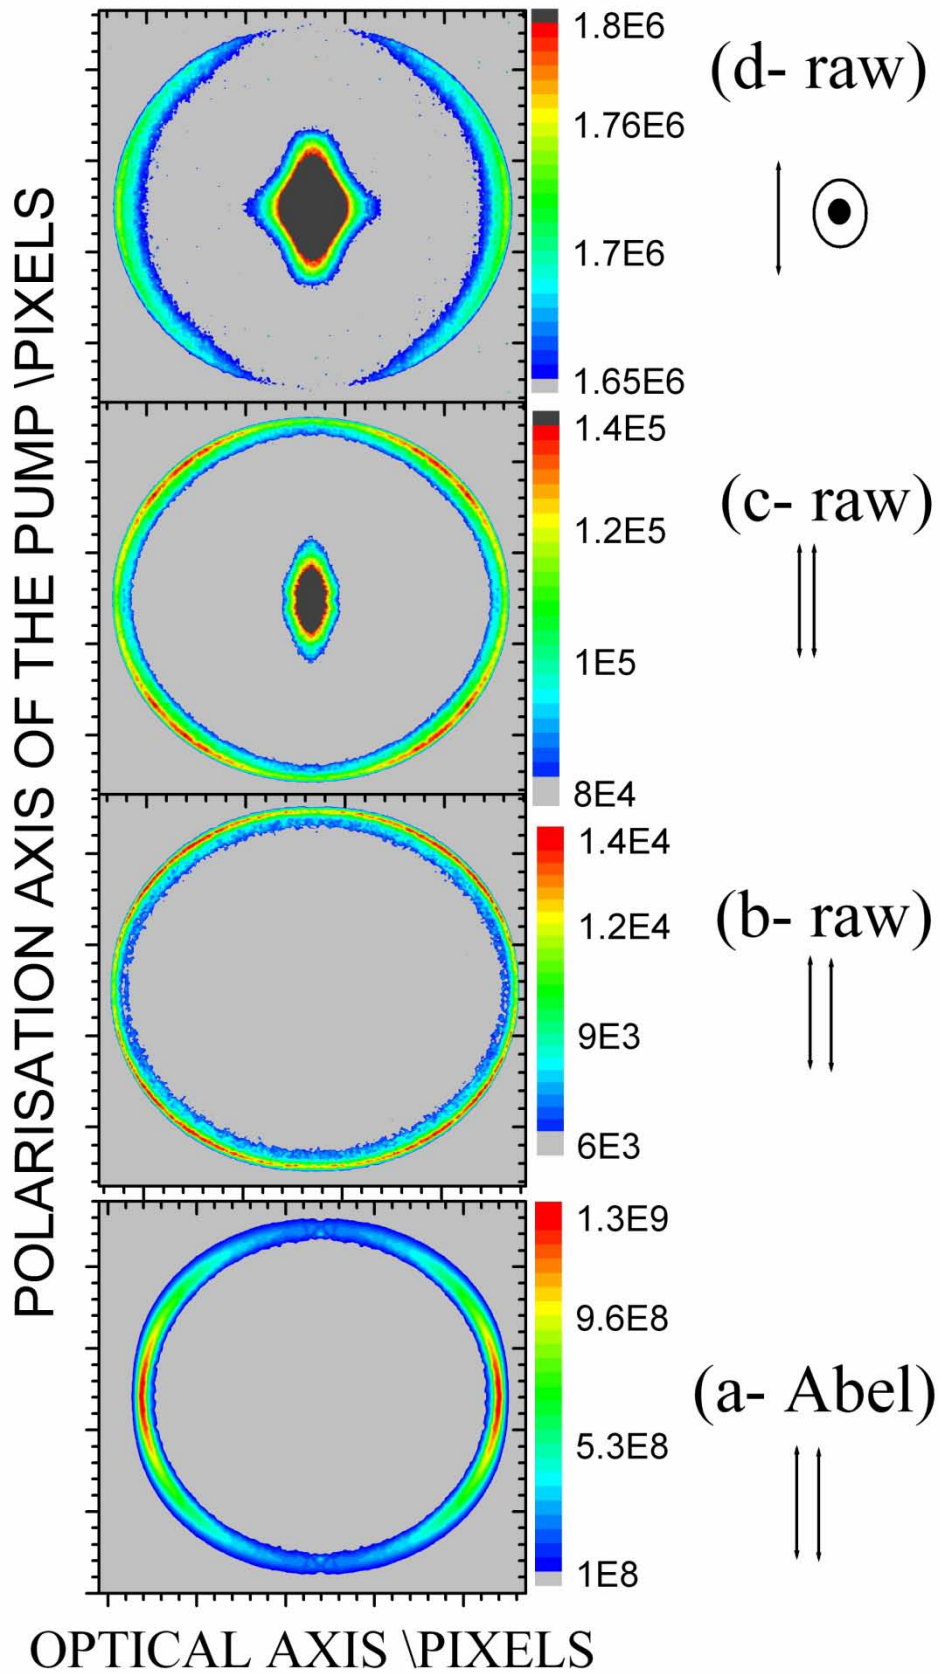 POLARISATION AXIS OF THE PUMP \PIXELS
1.8E6
1.76E6
1.7E6
1.65E6
(d- raw)
1.4E5
1.2E5
1E5
8E4
(c- raw)
1.4E4
1.2E4
9E3
6E3
(b- raw)
1.3E9
9.6E8
5.3E8
1E8
(a- Abel)
OPTICAL AXIS \PIXELS